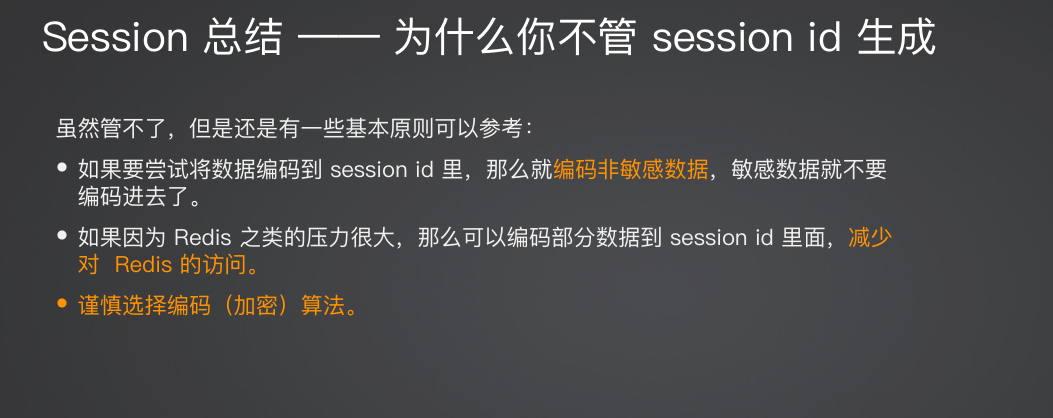 Session 总结 —— 为什么你不管 session id 生成
虽然管不了，但是还是有一些基本原则可以参考：
• 如果要尝试将数据编码到 session id 里，那么就编码非敏感数据，敏感数据就不要
编码进去了。
• 如果因为 Redis 之类的压力很大，那么可以编码部分数据到 session id 里面，减少
对 Redis 的访问。
• 谨慎选择编码（加密）算法。